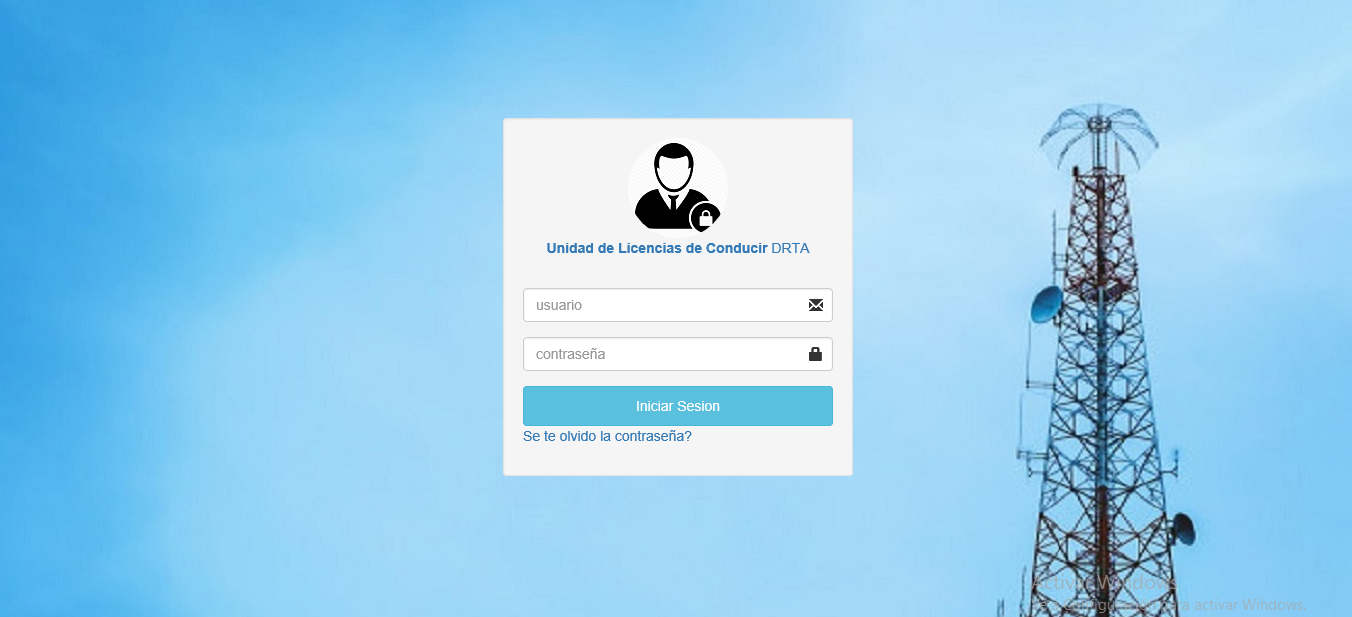 Unidad de Licencias de Conducir DRTA
usuario
contraseña
Iniciar Sesion
Se te olvido la contraseña?
Activar Windows
Configuración para activar Windows.